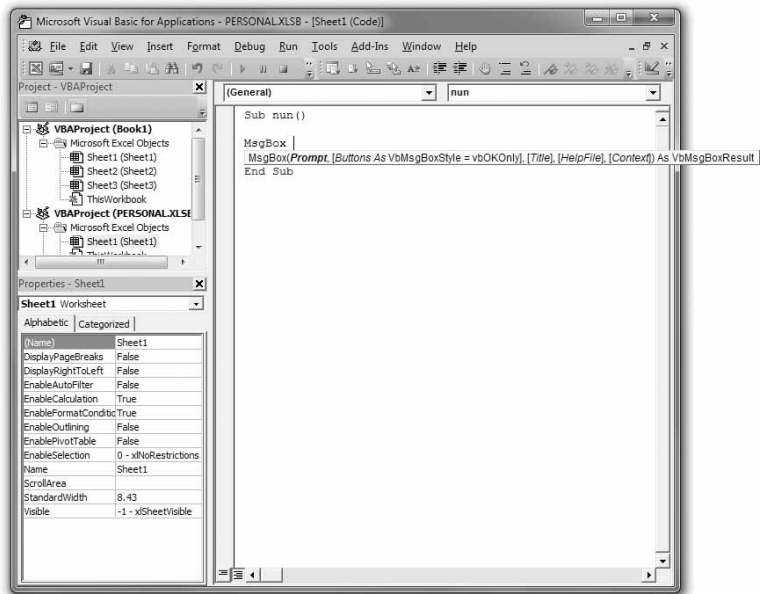 Microsoft Visual Basic for Applications - PERSONAL.XLSB - [Sheet1 (Code)]
File Edit View Insert Format Debug Run Tools Add-Ins Window Help
Project - VBAProject
VBAProject (Book1)
Microsoft Excel Objects
Sheet1 (Sheet1)
Sheet2 (Sheet2)
Sheet3 (Sheet3)
ThisWorkbook
VBAProject (PERSONAL.XLSB
Microsoft Excel Objects
Sheet1 (Sheet1)
ThisWorkbook
Properties - Sheet1
Sheet1 Worksheet
Alphabetic Categorized
(Name) Sheet1
DisplayPageBreaks False
DisplayRightToLeft False
EnableAutoFilter False
EnableCalculation True
EnableFormatConditic True
EnableOutlining False
EnablePivotTable False
EnableSelection 0 - xlNoRestrictions
Name Sheet1
ScrollArea
StandardWidth 8.43
Visible -1 - xlSheetVisible
(General) nun
Sub nun()
MsgBox
MsgBox(Prompt, [Buttons As VbMsgBoxStyle = vbOKOnly], [Title], [HelpFile], [Context]) As VbMsgBoxResult
End Sub